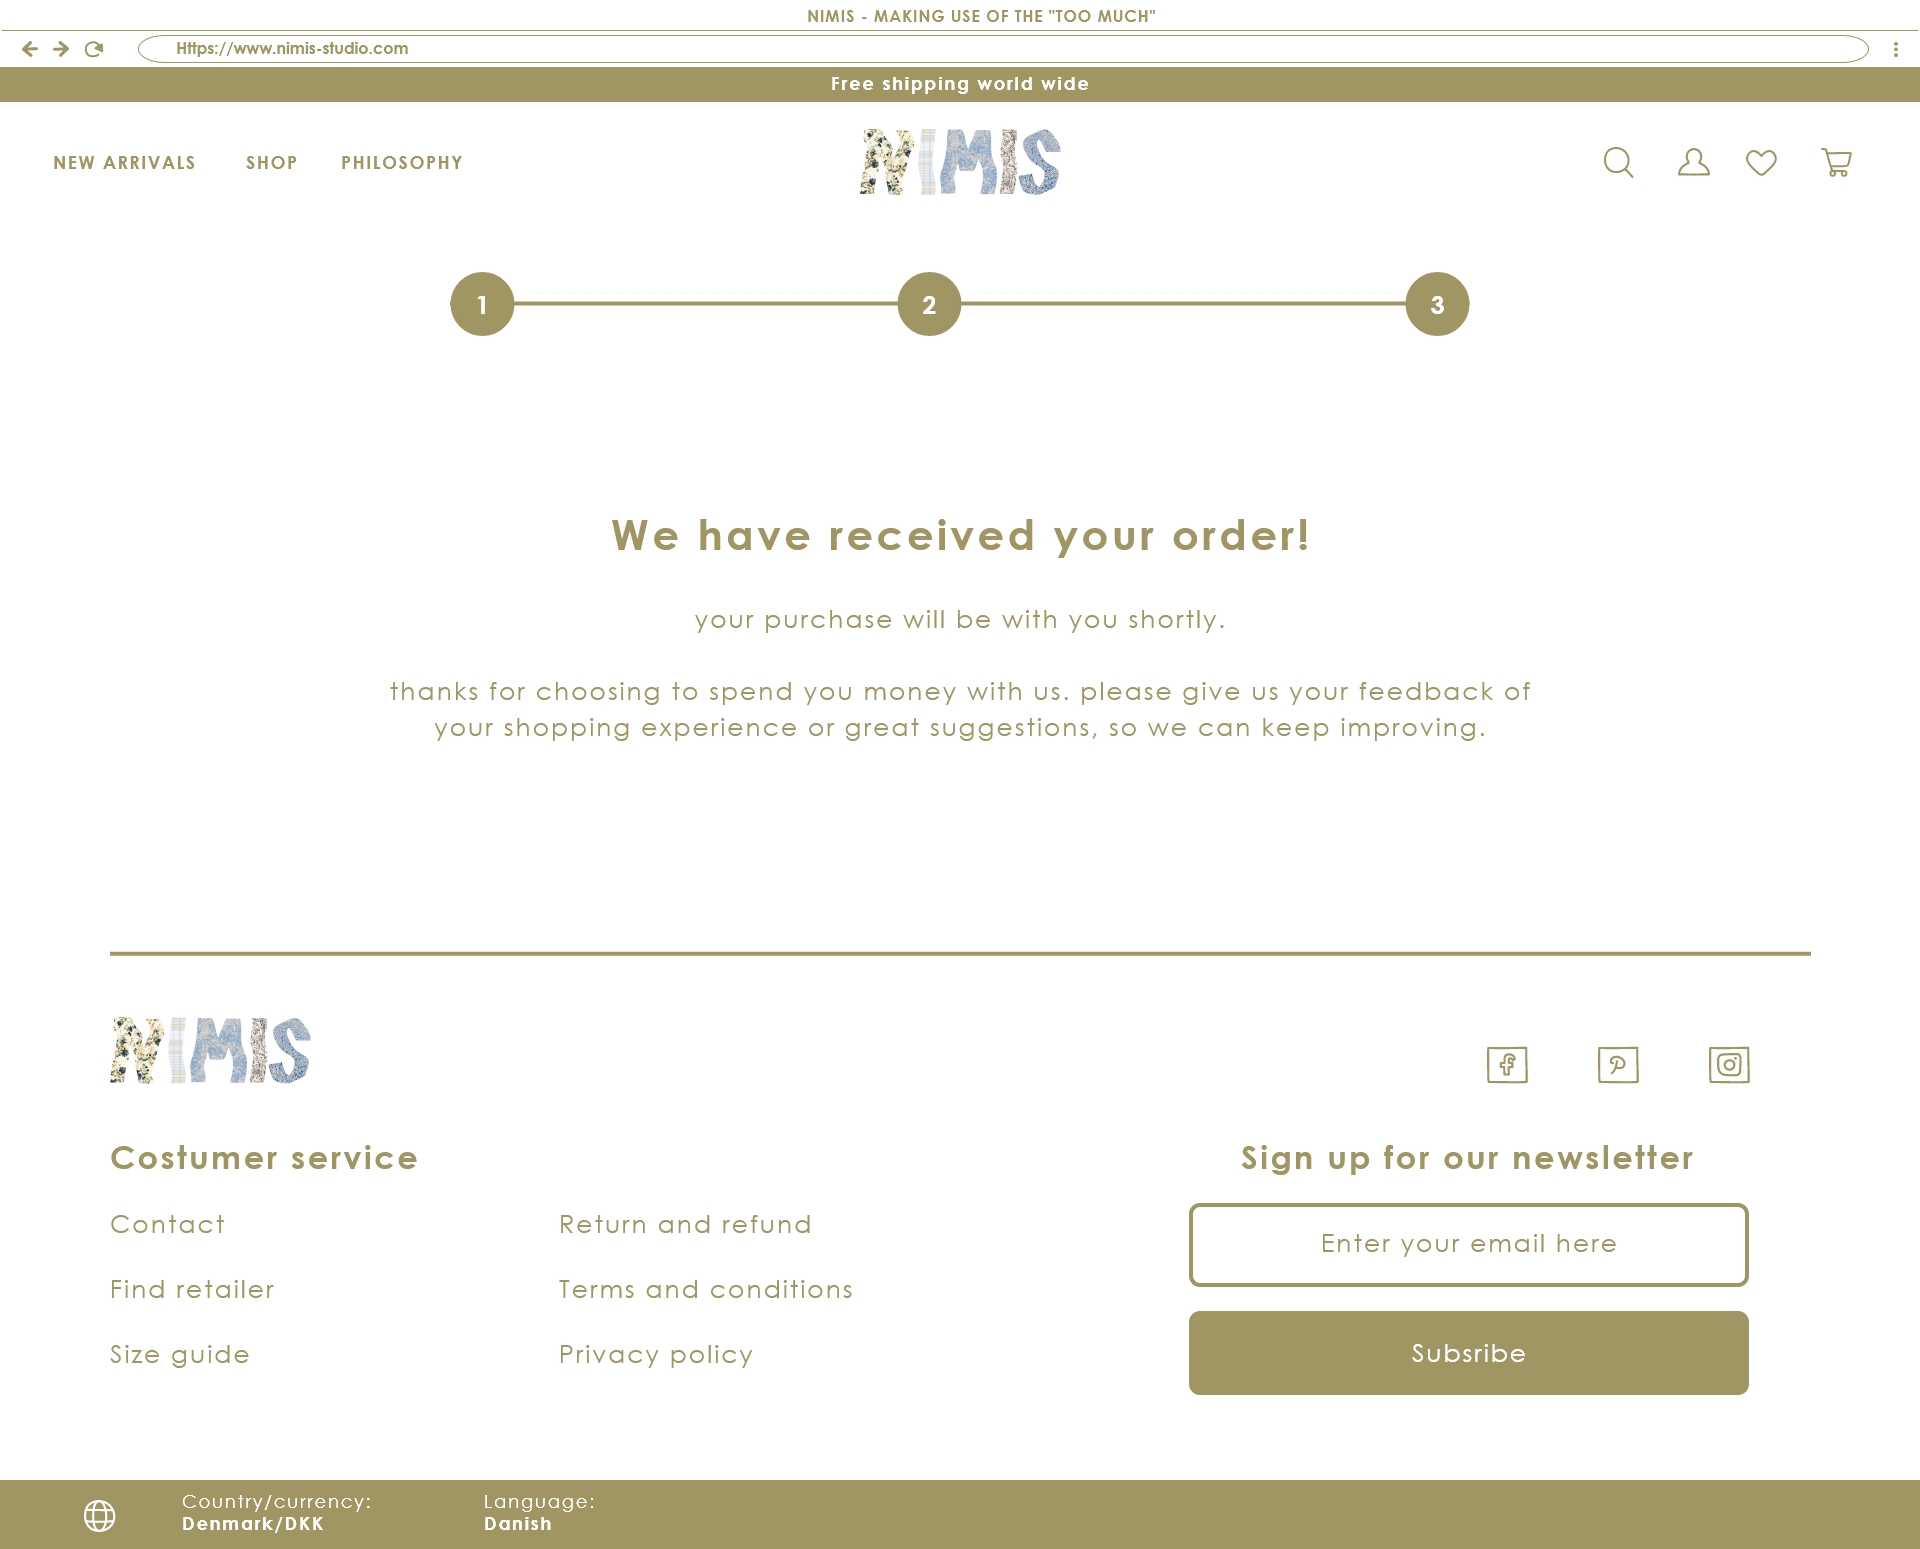 NIMIS - MAKING USE OF THE "TOO MUCH"
Https://www.nimis-studio.com
Free shipping world wide
NEW ARRIVALS SHOP PHILOSOPHY
NIMIS
1 2 3
We have received your order!
your purchase will be with you shortly.
thanks for choosing to spend you money with us. please give us your feedback of
your shopping experience or great suggestions, so we can keep improving.
NIMIS
Costumer service
Contact
Find retailer
Size guide
Return and refund
Terms and conditions
Privacy policy
Sign up for our newsletter
Enter your email here
Subsribe
Country/currency:
Denmark/DKK
Language:
Danish